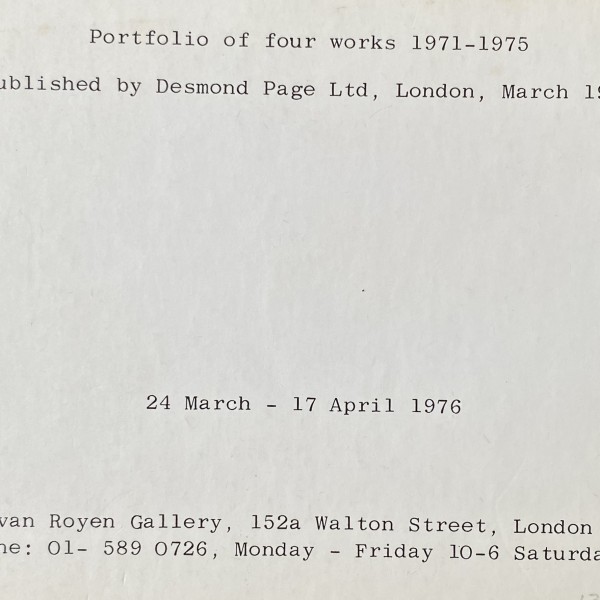 Portfolio of four works 1971-1975
ublished by Desmond Page Ltd, London, March 19
24 March - 17 April 1976
van Royen Gallery, 152a Walton Street, London
ne: 01- 589 0726, Monday - Friday 10-6 Saturda